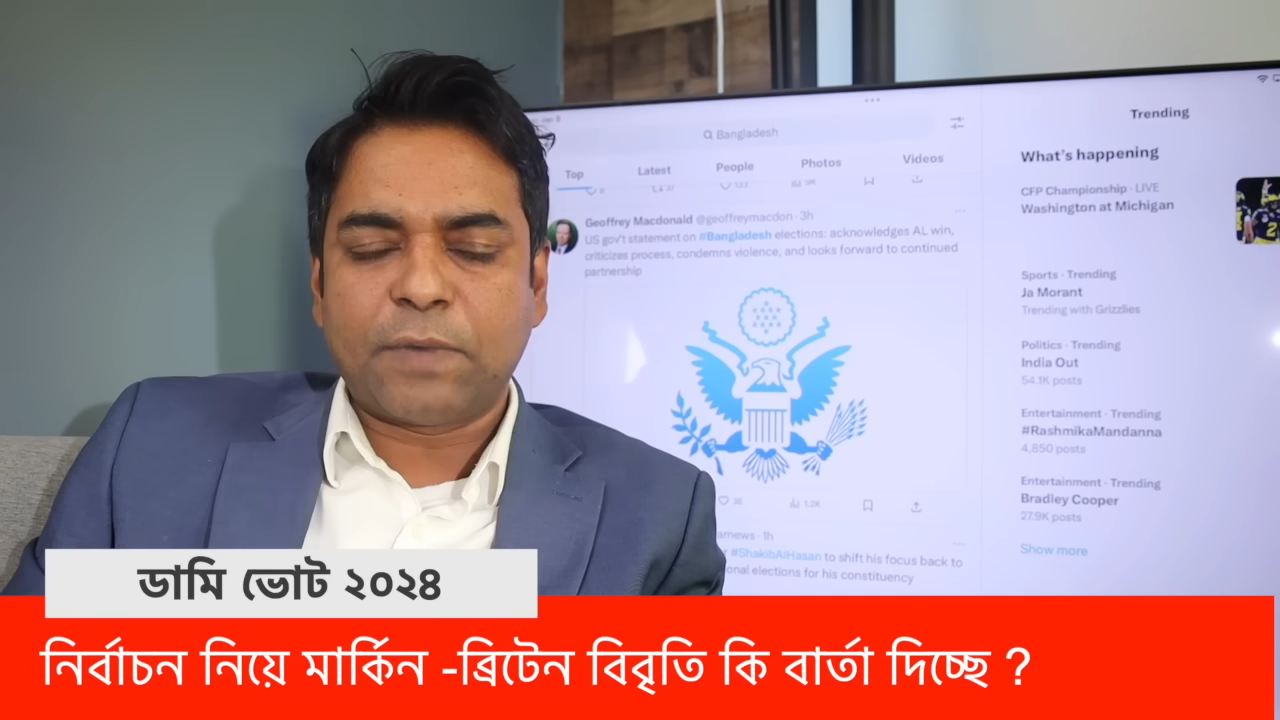 Bangladesh
Top
Latest
People
Photos
Videos
Geoffrey Macdonald @geoffreymacdon · 3h
US gov't statement on #Bangladesh elections: acknowledges AL win,
criticizes process, condemns violence, and looks forward to continued
partnership
38
1.2K
1h
#ShakibAlHasan to shift his focus back to
elections for his constituency
Trending
What's happening
CFP Championship · LIVE
Washington at Michigan
Sports · Trending
Ja Morant
Trending with Grizzlies
Politics · Trending
India Out
54.1K posts
Entertainment · Trending
#RashmikaMandanna
4,850 posts
Entertainment · Trending
Bradley Cooper
27.9K posts
Show more
ডামি ভোট ২০২৪
নির্বাচন নিয়ে মার্কিন -ব্রিটেন বিবৃতি কি বার্তা দিচ্ছে ?